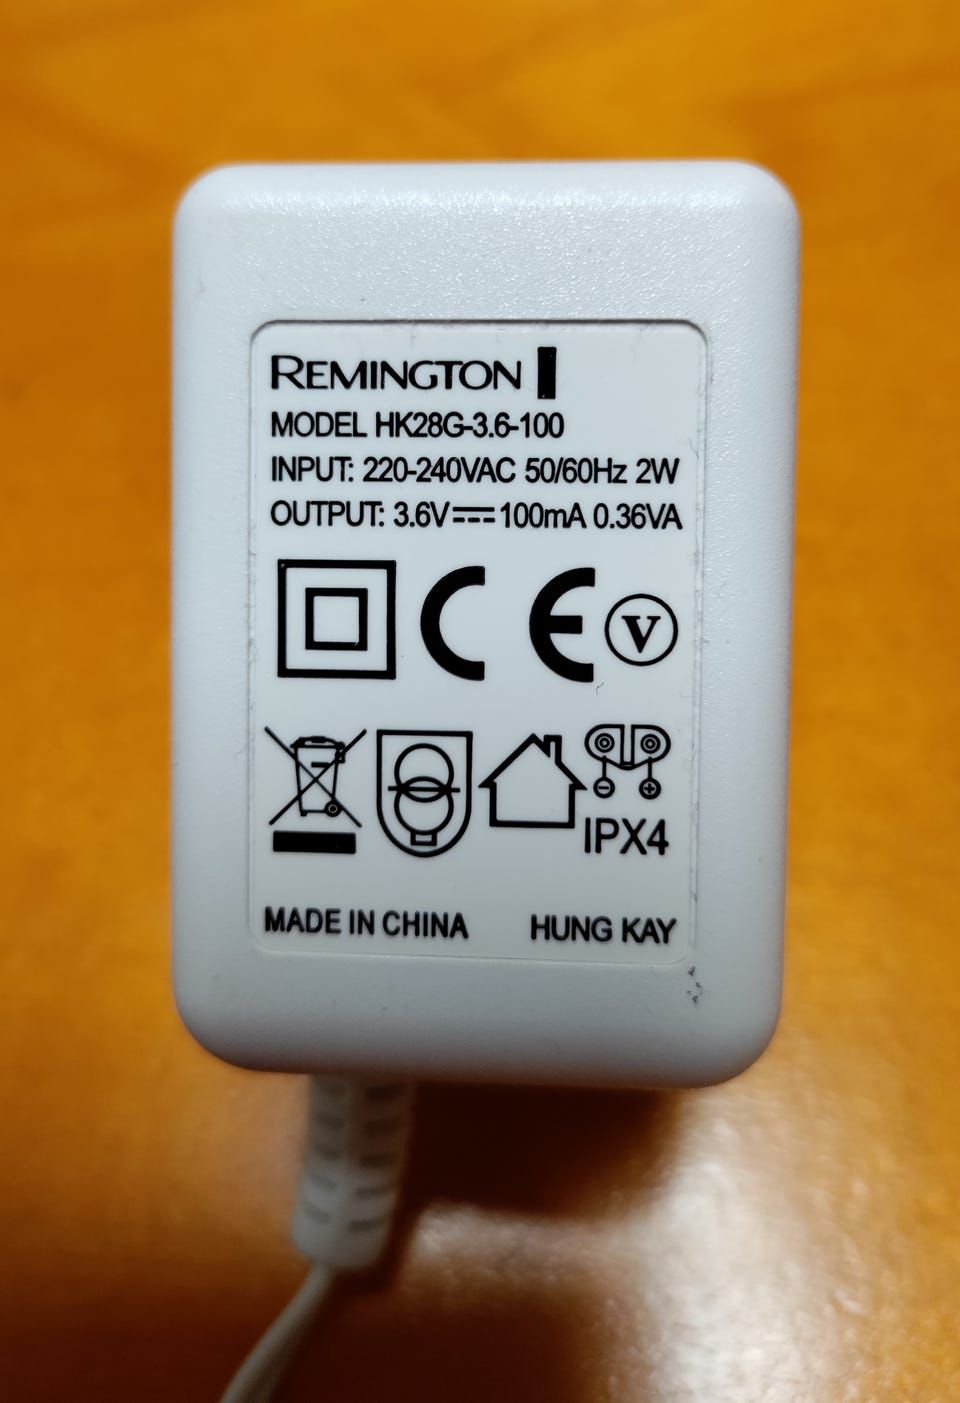 REMINGTON
MODEL HK28G-3.6-100
INPUT: 220-240VAC 50/60Hz 2W
OUTPUT: 3.6V⎓100mA 0.36VA
CE V
- +
IPX4
MADE IN CHINA HUNG KAY